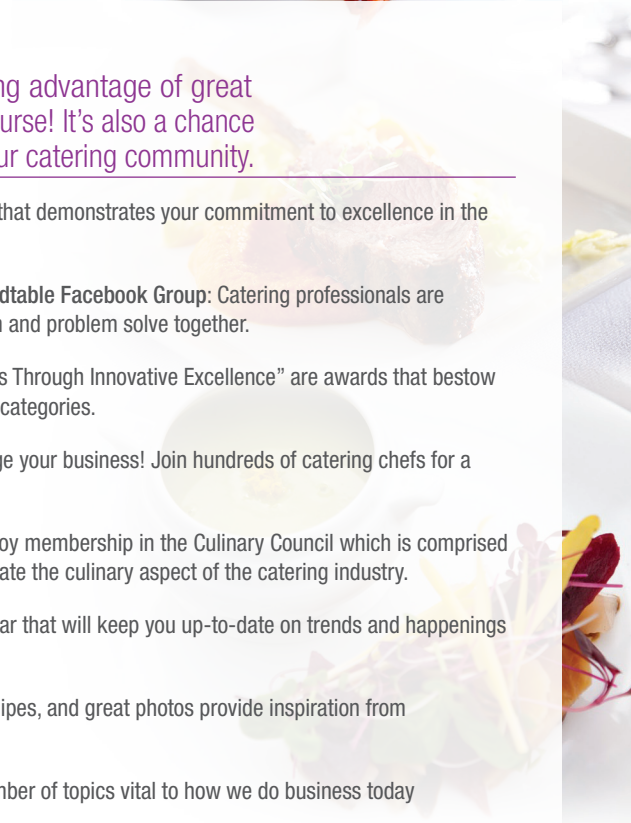 ng advantage of great
urse! It’s also a chance
ur catering community.
that demonstrates your commitment to excellence in the
dtable Facebook Group: Catering professionals are
n and problem solve together.
s Through Innovative Excellence” are awards that bestow
categories.
ge your business! Join hundreds of catering chefs for a
oy membership in the Culinary Council which is comprised
ate the culinary aspect of the catering industry.
ar that will keep you up-to-date on trends and happenings
ipes, and great photos provide inspiration from
mber of topics vital to how we do business today